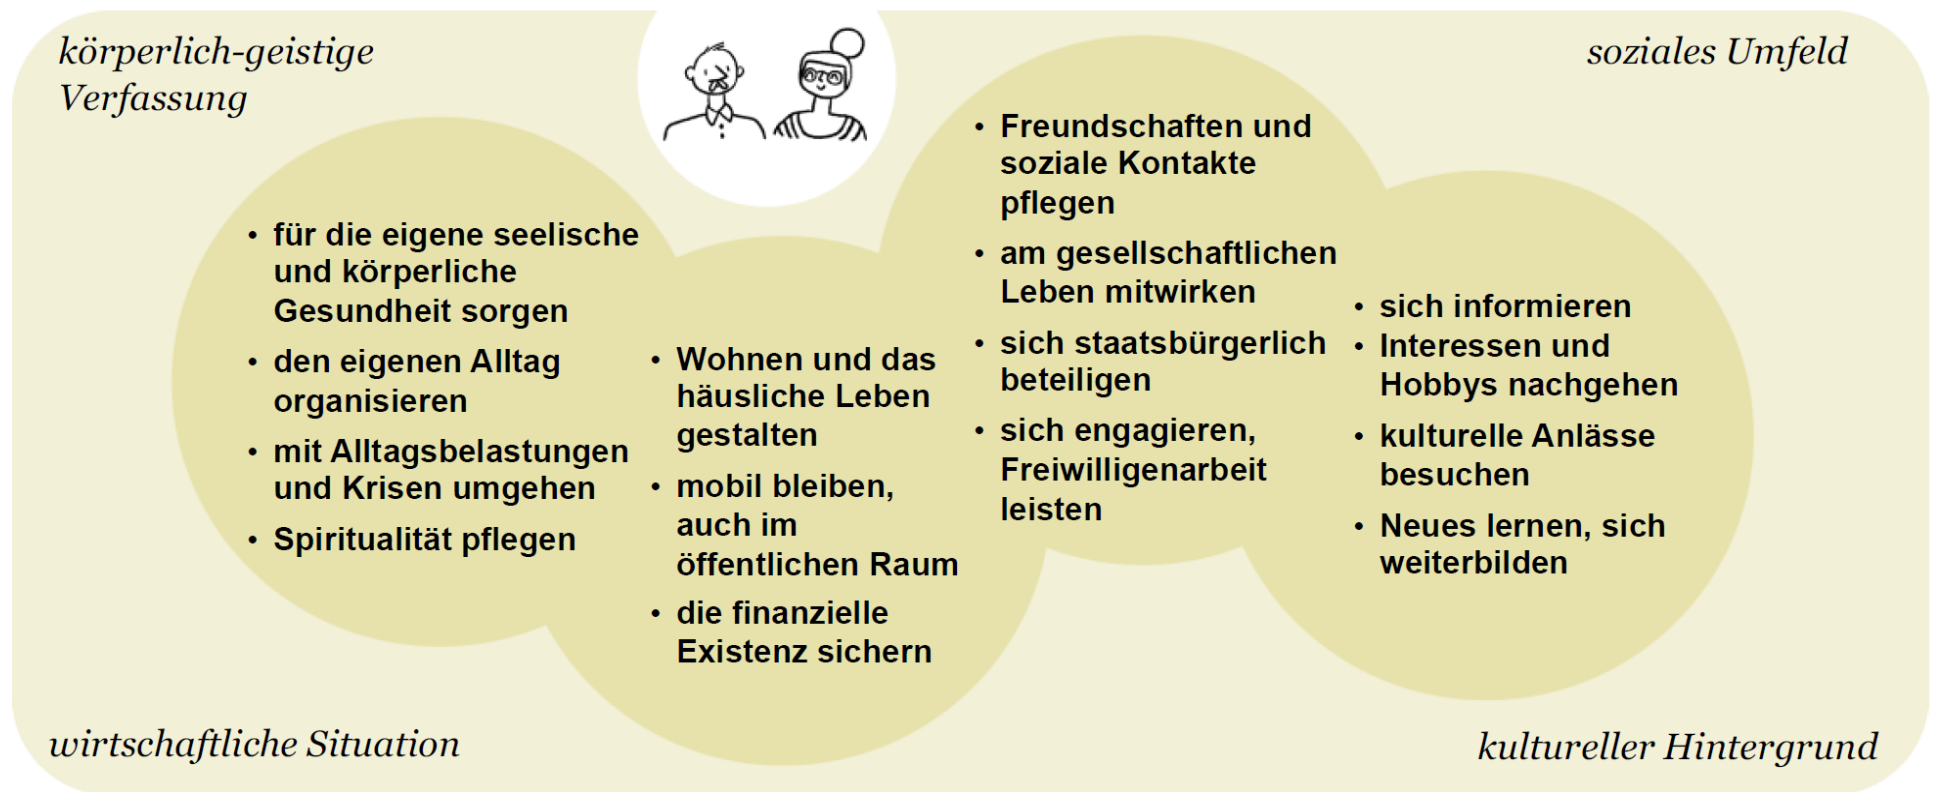 körperlich-geistige
Verfassung
soziales Umfeld
• für die eigene seelische
und körperliche
Gesundheit sorgen
• den eigenen Alltag
organisieren
• mit Alltagsbelastungen
und Krisen umgehen
• Spiritualität pflegen
• Wohnen und das
häusliche Leben
gestalten
• mobil bleiben,
auch im
öffentlichen Raum
• die finanzielle
Existenz sichern
• Freundschaften und
soziale Kontakte
pflegen
• am gesellschaftlichen
Leben mitwirken
• sich staatsbürgerlich
beteiligen
• sich engagieren,
Freiwilligenarbeit
leisten
• sich informieren
• Interessen und
Hobbys nachgehen
• kulturelle Anlässe
besuchen
• Neues lernen, sich
weiterbilden
wirtschaftliche Situation
kultureller Hintergrund